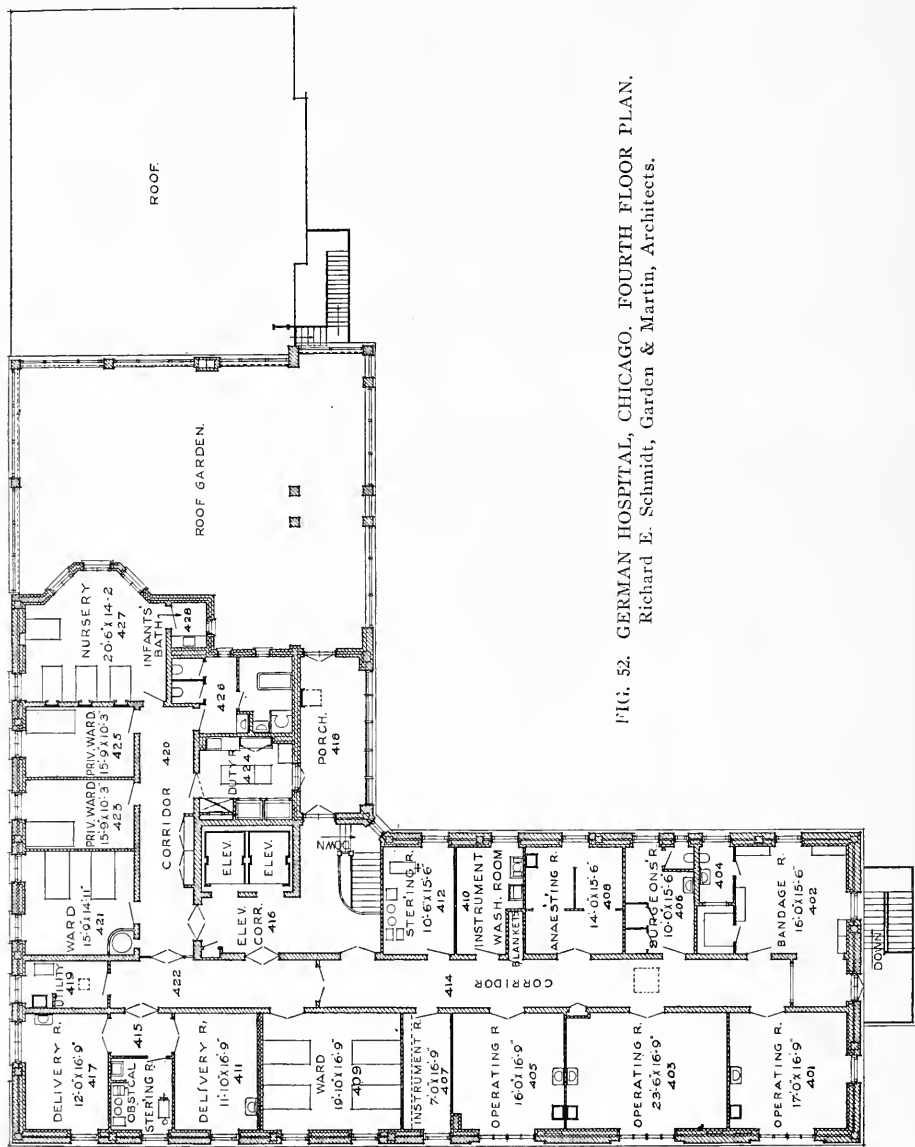 ROOF.
ROOF GARDEN.
NURSERY
20'-6"X 14'-2
427
INFANTS'
BATH
428
PRIV. WARD.
15'-9"X10'-3"
425
PRIV. WARD
15'-9"X10'-3"
423
WARD
15'-9"X14'-11"
421
CORRIDOR
420
426
DUTY R.
424
PORCH.
418
ELEV.
ELEV.
ELEV.
CORR.
416
DOWN
UTILITY
419
422
DELIVERY R.
12'-0"X16'-9"
417
415
OBSTCAL
STER'ING R.
DELIVERY R,
11'-10"X16'-9"
411
WARD
19'-10"X16'-9"
409
INSTRUMENT R.
7'-0"X16'-9
407
OPERATING R.
16'-0"X16'-9"
405
OPERATING R.
23'-6"X16'-9"
403
OPERATING R.
17'-0"X16'-9"
401
CORRIDOR
414
STER'ING R.
10'-6"X15'-6"
412
410
INSTRUMENT
WASH. ROOM
BLANKETS
ANAESTING' R.
14'-0"X15'-6"
408
SURGEONS R.
10'-0"X15'-6"
406
404
BANDAGE R.
16'-0"X15'-6"
402
DOWN
FIG. 52. GERMAN HOSPITAL, CHICAGO. FOURTH FLOOR PLAN.
Richard E. Schmidt, Garden & Martin, Architects.